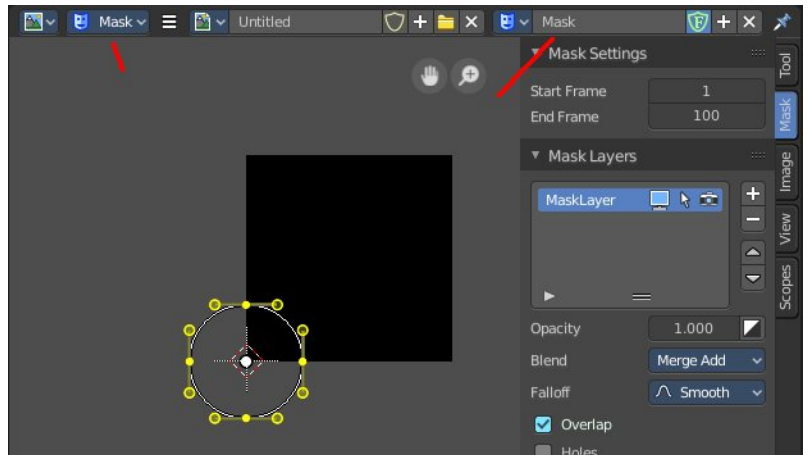 Mask Untitled Mask
Mask Settings
Start Frame 1
End Frame 100
Mask Layers
MaskLayer
Opacity 1.000
Blend Merge Add
Falloff Smooth
Overlap
Holes
Tool
Mask
Image
View
Scopes